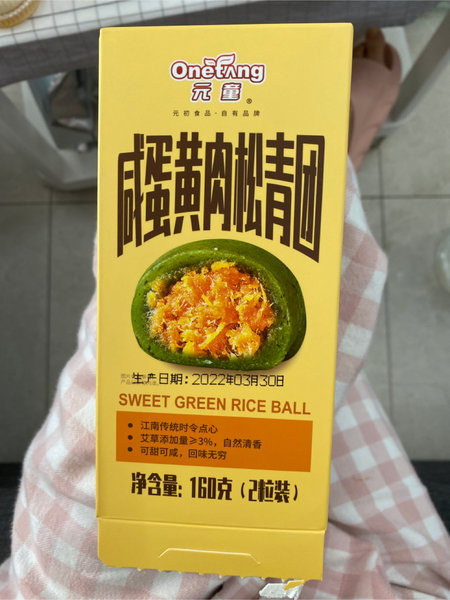 Onetang
元童®
元初食品·自有品牌
咸蛋黄肉松青团
生产日期：2022年03月30日
SWEET GREEN RICE BALL
• 江南传统时令点心
• 艾草添加量≥3%，自然清香
• 可甜可咸，回味无穷
净含量：160克（2粒装）